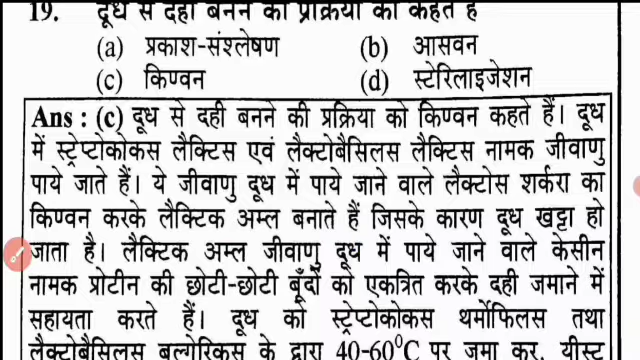 19. दूध से दही बनने की प्रक्रिया को कहते हैं
(a) प्रकाश-संश्लेषण (b) आसवन
(c) किण्वन (d) स्टेरिलाइजेशन
Ans : (c) दूध से दही बनने की प्रक्रिया को किण्वन कहते हैं। दूध
में स्ट्रेप्टोकोकस लैक्टिस एवं लैक्टोबैसिलस लैक्टिस नामक जीवाणु
पाये जाते हैं। ये जीवाणु दूध में पाये जाने वाले लैक्टोस शर्करा का
किण्वन करके लैक्टिक अम्ल बनाते हैं जिसके कारण दूध खट्टा हो
जाता है। लैक्टिक अम्ल जीवाणु दूध में पाये जाने वाले केसीन
नामक प्रोटीन की छोटी-छोटी बूँदों को एकत्रित करके दही जमाने में
सहायता करते हैं। दूध को स्ट्रेप्टोकोकस थर्मोफिलस तथा
लैक्टोबैसिलस बल्गेरिकस के द्वारा 40-60⁰C पर जमा कर, यीस्ट